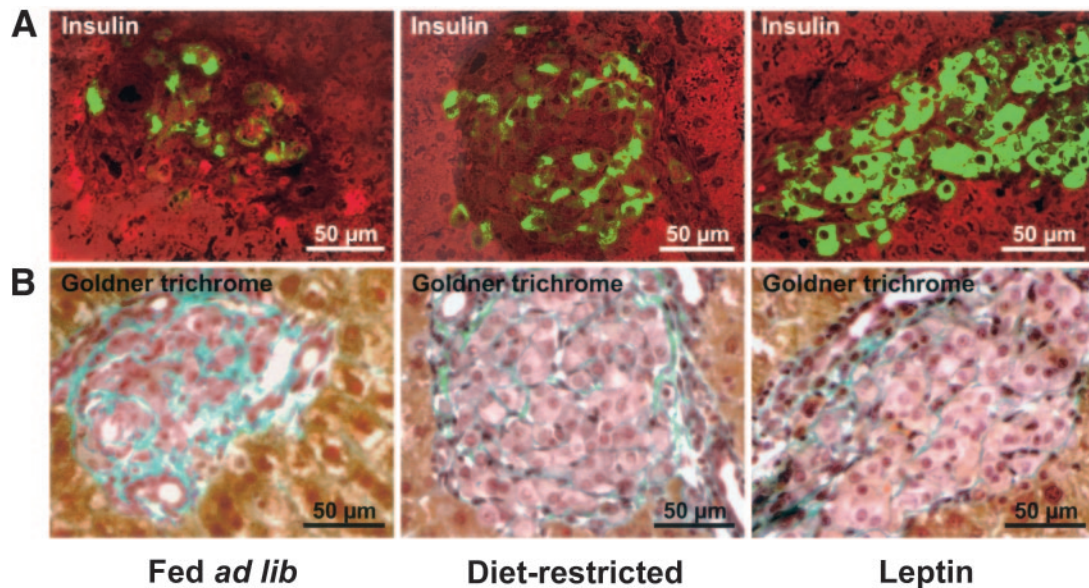 A
Insulin
Insulin
Insulin
50 µm
50 µm
50 µm
B
Goldner trichrome
Goldner trichrome
Goldner trichrome
50 µm
50 µm
50 µm
Fed ad lib
Diet-restricted
Leptin